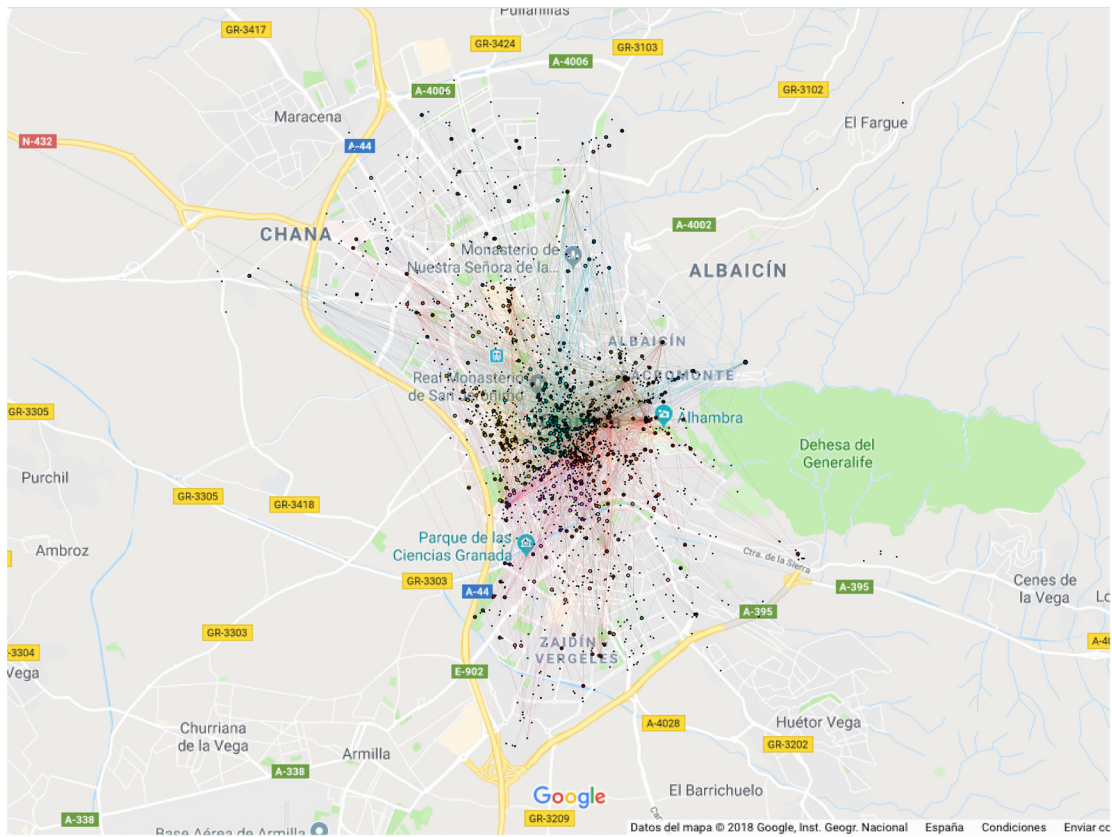 Pulianillas
GR-3417
GR-3424
GR-3103
A-4006
A-4006
GR-3102
Maracena
El Fargue
N-432
A-44
A-4002
CHANA
Monasterio de
Nuestra Señora de la...
ALBAICÍN
ALBAICÍN
SACROMONTE
Real Monasterio
de San Jerónimo
GR-3305
Alhambra
Dehesa del
Generalife
Purchil
GR-3305
GR-3418
Parque de las
Ciencias Granada
Ambroz
Ctra. de la Sierra
GR-3303
A-44
A-395
Cenes de
la Vega
A-395
GR-3303
ZAIDÍN
VERGELES
-3304
Vega
E-902
Churriana
de la Vega
A-4028
Huétor Vega
GR-3202
Armilla
A-338
El Barrichuelo
Google
A-338
GR-3209
Base Aérea de Armilla
Datos del mapa © 2018 Google, Inst. Geogr. Nacional España Condiciones Enviar co